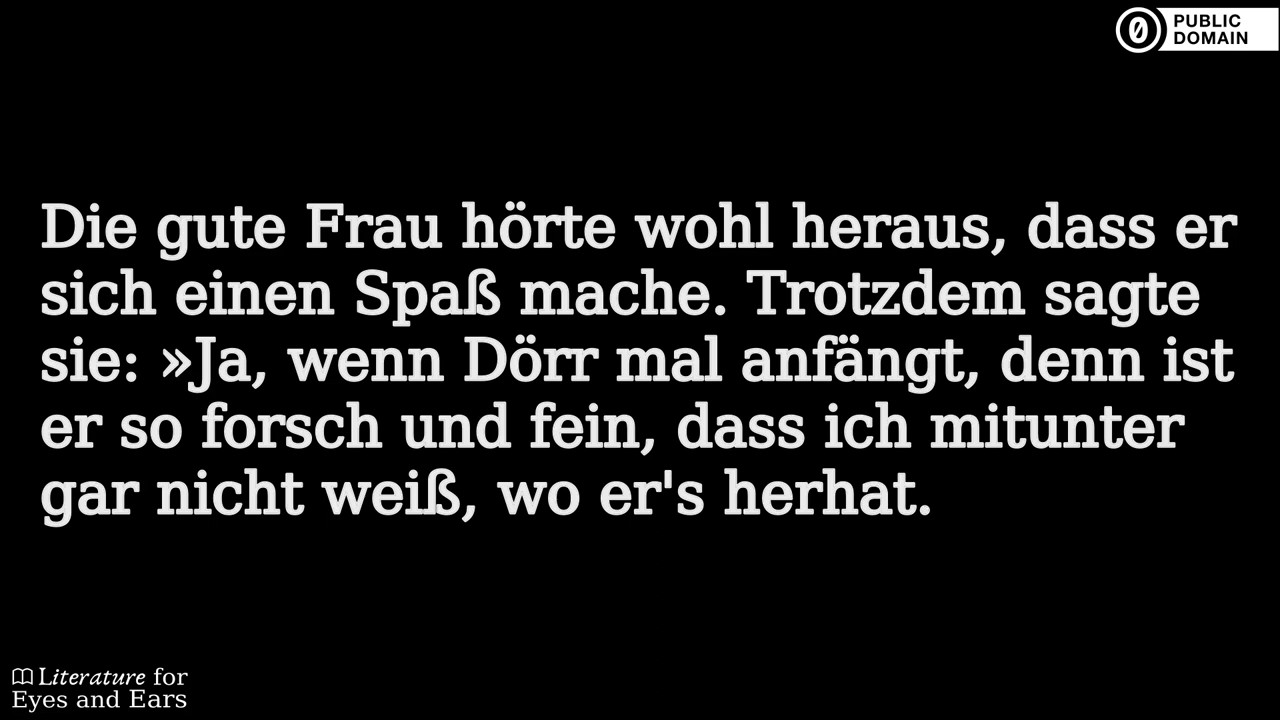 PUBLIC
DOMAIN
Die gute Frau hörte wohl heraus, dass er
sich einen Spaß mache. Trotzdem sagte
sie: »Ja, wenn Dörr mal anfängt, denn ist
er so forsch und fein, dass ich mitunter
gar nicht weiß, wo er's herhat.
Literature for
Eyes and Ears